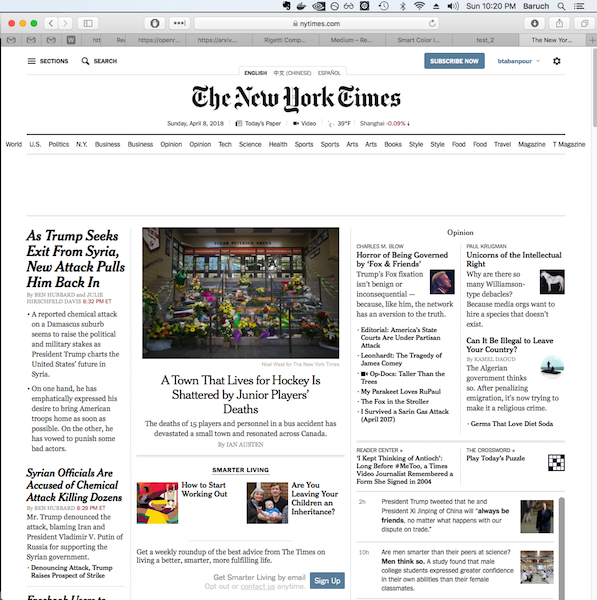 Sun 10:20 PM Baruch
nytimes.com
htt
Re
https://openr...
https://arxiv....
Rigetti Comp...
Medium – Re...
Smart Color I...
test_2
The New Yor...
SECTIONS
SEARCH
SUBSCRIBE NOW
btabanpour
ENGLISH 中文 (CHINESE) ESPAÑOL
The New York Times
Sunday, April 8, 2018
Today's Paper
Video
39°F
Shanghai -0.09% ↓
World U.S. Politics N.Y. Business Business Opinion Opinion Tech Science Health Sports Sports Arts Arts Books Style Style Food Food Travel Magazine T Magazine
As Trump Seeks
Exit From Syria,
New Attack Pulls
Him Back In
By BEN HUBBARD and JULIE
HIRSCHFELD DAVIS 9:32 PM ET
• A reported chemical attack
on a Damascus suburb
seems to raise the political
and military stakes as
President Trump charts the
United States' future in
Syria.
• On one hand, he has
emphatically expressed his
desire to bring American
troops home as soon as
possible. On the other, he
has vowed to punish some
bad actors.
Syrian Officials Are
Accused of Chemical
Attack Killing Dozens
By BEN HUBBARD 8:29 PM ET
Mr. Trump denounced the
attack, blaming Iran and
President Vladimir V. Putin of
Russia for supporting the
Syrian government.
• Denouncing Attack, Trump
Raises Prospect of Strike
Facebook Users to
Noel West for The New York Times
A Town That Lives for Hockey Is
Shattered by Junior Players'
Deaths
The deaths of 15 players and personnel in a bus accident has
devastated a small town and resonated across Canada.
By IAN AUSTEN
SMARTER LIVING
How to Start
Working Out
Are You
Leaving Your
Children an
Inheritance?
Get a weekly roundup of the best advice from The Times on
living a better, smarter, more fulfilling life.
Get Smarter Living by email
Opt out or contact us anytime.
Sign Up
Opinion
CHARLES M. BLOW
Horror of Being Governed
by 'Fox & Friends'
Trump's Fox fixation
isn't benign or
inconsequential —
because, like him, the network
has an aversion to the truth.
• Editorial: America's State
Courts Are Under Partisan
Attack
• Leonhardt: The Tragedy of
James Comey
• Op-Docs: Taller Than the
Trees
• My Parakeet Loves RuPaul
• The Fox in the Stroller
• I Survived a Sarin Gas Attack
(April 2017)
PAUL KRUGMAN
Unicorns of the Intellectual
Right
Why are there so
many Williamson-
type debacles?
Because media orgs want to
hire a species that doesn't
exist.
Can It Be Illegal to Leave
Your Country?
By KAMEL DAOUD
The Algerian
government thinks
so. After penalizing
emigration, it's now trying to
make it a religious crime.
• Germs That Love Diet Soda
READER CENTER »
'I Kept Thinking of Antioch':
Long Before #MeToo, a Times
Video Journalist Remembered a
Form She Signed in 2004
THE CROSSWORD »
Play Today's Puzzle
2h
President Trump tweeted that he and
President Xi Jinping of China will "always be
friends, no matter what happens with our
dispute on trade."
10h
Are men smarter than their peers at science?
Men think so. A study found that male
college students expressed greater confidence
in their own abilities than their female
classmates.